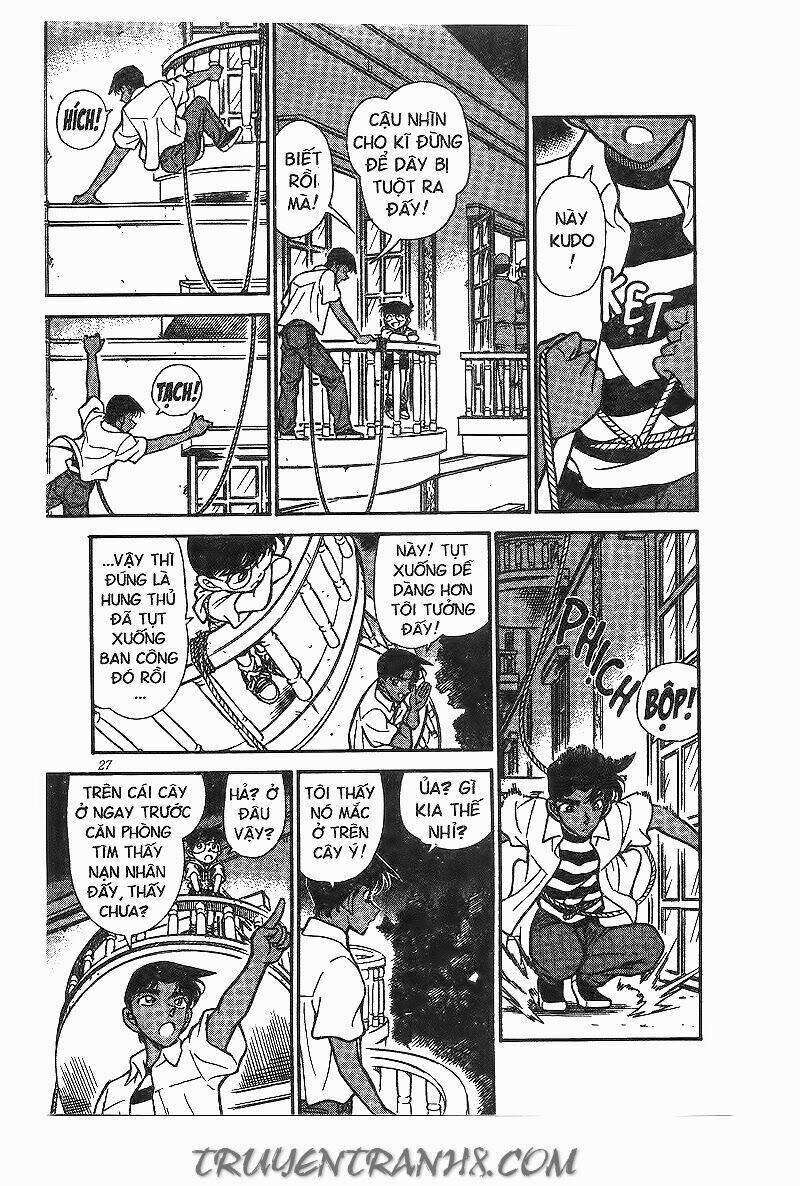 NÀY
KUDO
!
KẸT
CẬU NHÌN
CHO KĨ ĐỪNG
ĐỂ DÂY BỊ
TUỘT RA
ĐẤY!
BIẾT
RỒI
MÀ!
HÍCH!
TẠCH!
PHỊCH
BỘP!
NÀY! TỤT
XUỐNG DỄ
DÀNG HƠN
TÔI TƯỞNG
ĐẤY!
...VẬY THÌ
ĐÚNG LÀ
HUNG THỦ
ĐÃ TỤT
XUỐNG
BAN CÔNG
ĐÓ RỒI
...
27
ỦA? GÌ
KIA THẾ
NHỈ?
TÔI THẤY
NÓ MẮC
Ở TRÊN
CÂY Ý!
HẢ? Ở
ĐÂU
VẬY?
TRÊN CÁI CÂY
Ở NGAY TRƯỚC
CĂN PHÒNG
TÌM THẤY
NẠN NHÂN
ĐẤY, THẤY
CHƯA?
TRUYENTRANH8.COM